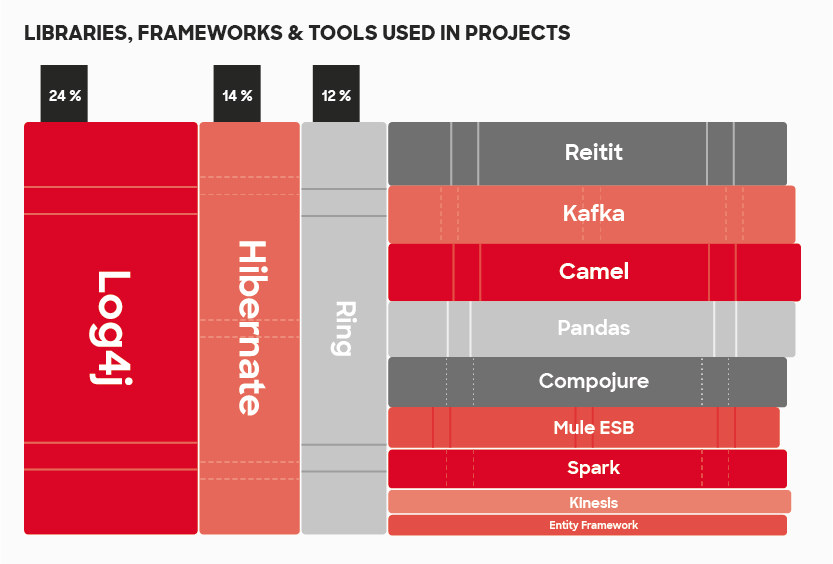 LIBRARIES, FRAMEWORKS & TOOLS USED IN PROJECTS
24 %
14 %
12 %
Log4j
Hibernate
Ring
Reitit
Kafka
Camel
Pandas
Compojure
Mule ESB
Spark
Kinesis
Entity Framework